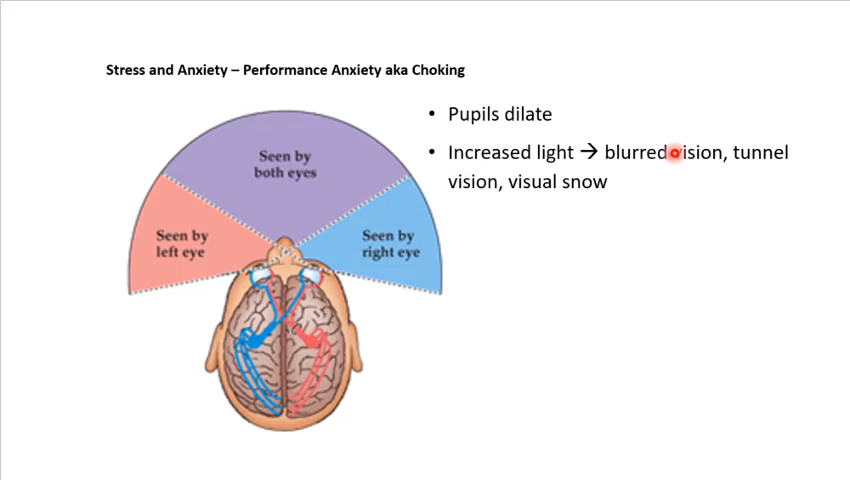 Stress and Anxiety – Performance Anxiety aka Choking
• Pupils dilate
• Increased light → blurred vision, tunnel
vision, visual snow
Seen by
both eyes
Seen by
left eye
Seen by
right eye